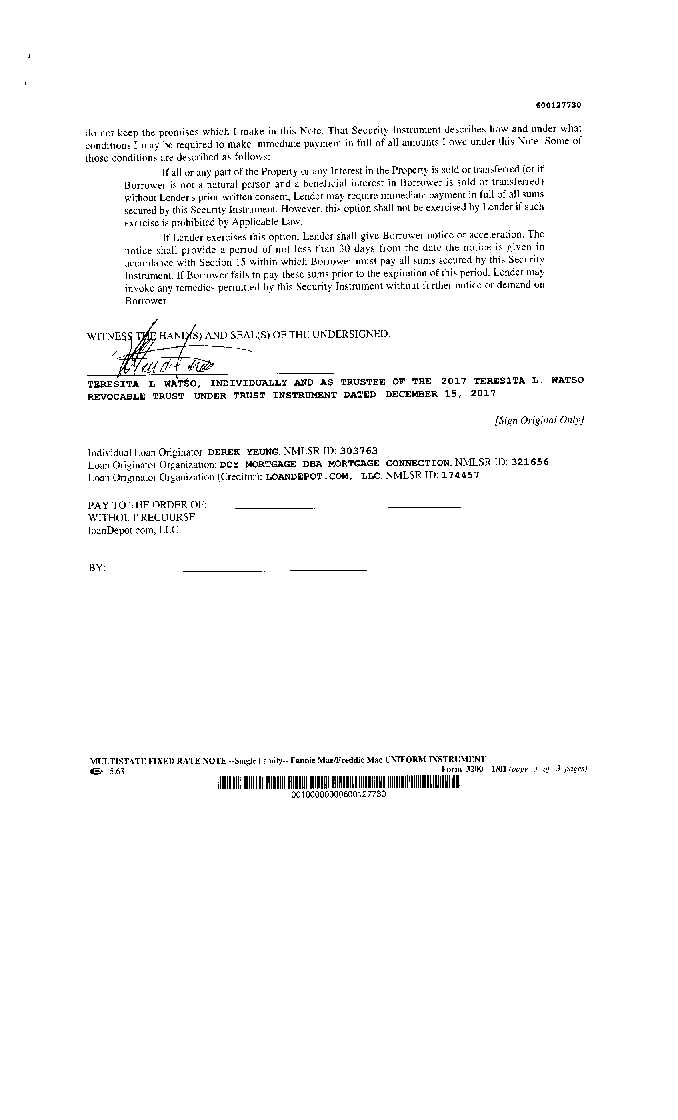 600127730
do not keep the promises which I make in this Note. That Security Instrument describes how and under what
conditions I may be required to make immediate payment in full of all amounts I owe under this Note. Some of
those conditions are described as follows:
If all or any part of the Property or any Interest in the Property is sold or transferred (or if
Borrower is not a natural person and a beneficial interest in Borrower is sold or transferred)
without Lender's prior written consent, Lender may require immediate payment in full of all sums
secured by this Security Instrument. However, this option shall not be exercised by Lender if such
exercise is prohibited by Applicable Law.
If Lender exercises this option, Lender shall give Borrower notice of acceleration. The
notice shall provide a period of not less than 30 days from the date the notice is given in
accordance with Section 15 within which Borrower must pay all sums secured by this Security
Instrument. If Borrower fails to pay these sums prior to the expiration of this period, Lender may
invoke any remedies permitted by this Security Instrument without further notice or demand on
Borrower.
WITNESS THE HAND(S) AND SEAL(S) OF THE UNDERSIGNED.
TERESITA L WATSO, INDIVIDUALLY AND AS TRUSTEE OF THE 2017 TERESITA L. WATSO
REVOCABLE TRUST UNDER TRUST INSTRUMENT DATED DECEMBER 15, 2017
[Sign Original Only]
Individual Loan Originator: DEREK YEUNG, NMLSR ID: 303763
Loan Originator Organization: DCY MORTGAGE DBA MORTGAGE CONNECTION, NMLSR ID: 321656
Loan Originator Organization (Creditor): LOANDEPOT.COM, LLC, NMLSR ID: 174457
PAY TO THE ORDER OF:
WITHOUT RECOURSE
loanDepot.com, LLC
BY:
MULTISTATE FIXED RATE NOTE --Single Family-- Fannie Mae/Freddie Mac UNIFORM INSTRUMENT
5.63 Form 3200 1/01 (page 3 of 3 pages)
00100000000600127730